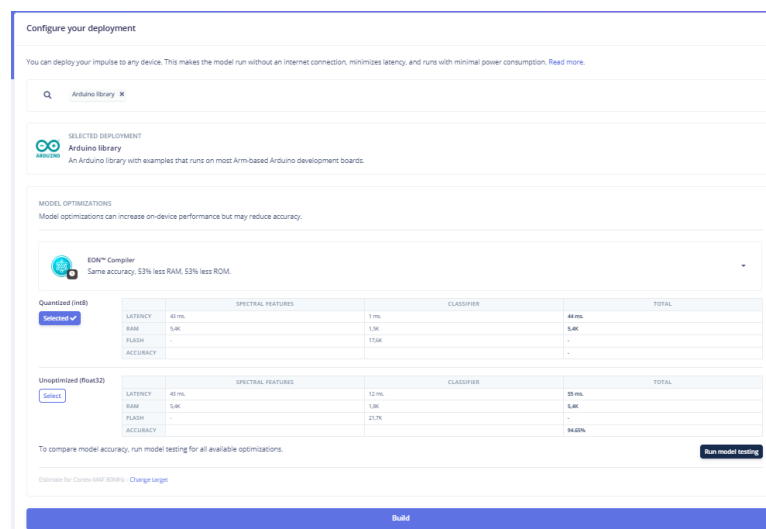 Configure your deployment
You can deploy your impulse to any device. This makes the model run without an internet connection, minimizes latency, and runs with minimal power consumption. Read more.
Arduino library ×
SELECTED DEPLOYMENT
Arduino library
ARDUINO
An Arduino library with examples that runs on most Arm-based Arduino development boards.
MODEL OPTIMIZATIONS
Model optimizations can increase on-device performance but may reduce accuracy.
EON™ Compiler
Same accuracy, 53% less RAM, 53% less ROM.
Quantized (int8)
Selected ✓
SPECTRAL FEATURES CLASSIFIER TOTAL
LATENCY 43 ms. 1 ms. 44 ms.
RAM 5,4K 1,5K 5,4K
FLASH - 17,6K -
ACCURACY -
Unoptimized (float32)
Select
SPECTRAL FEATURES CLASSIFIER TOTAL
LATENCY 43 ms. 12 ms. 55 ms.
RAM 5,4K 1,8K 5,4K
FLASH - 21,7K -
ACCURACY 94.65%
To compare model accuracy, run model testing for all available optimizations.
Run model testing
Estimate for Cortex-M4F 80MHz - Change target
Build